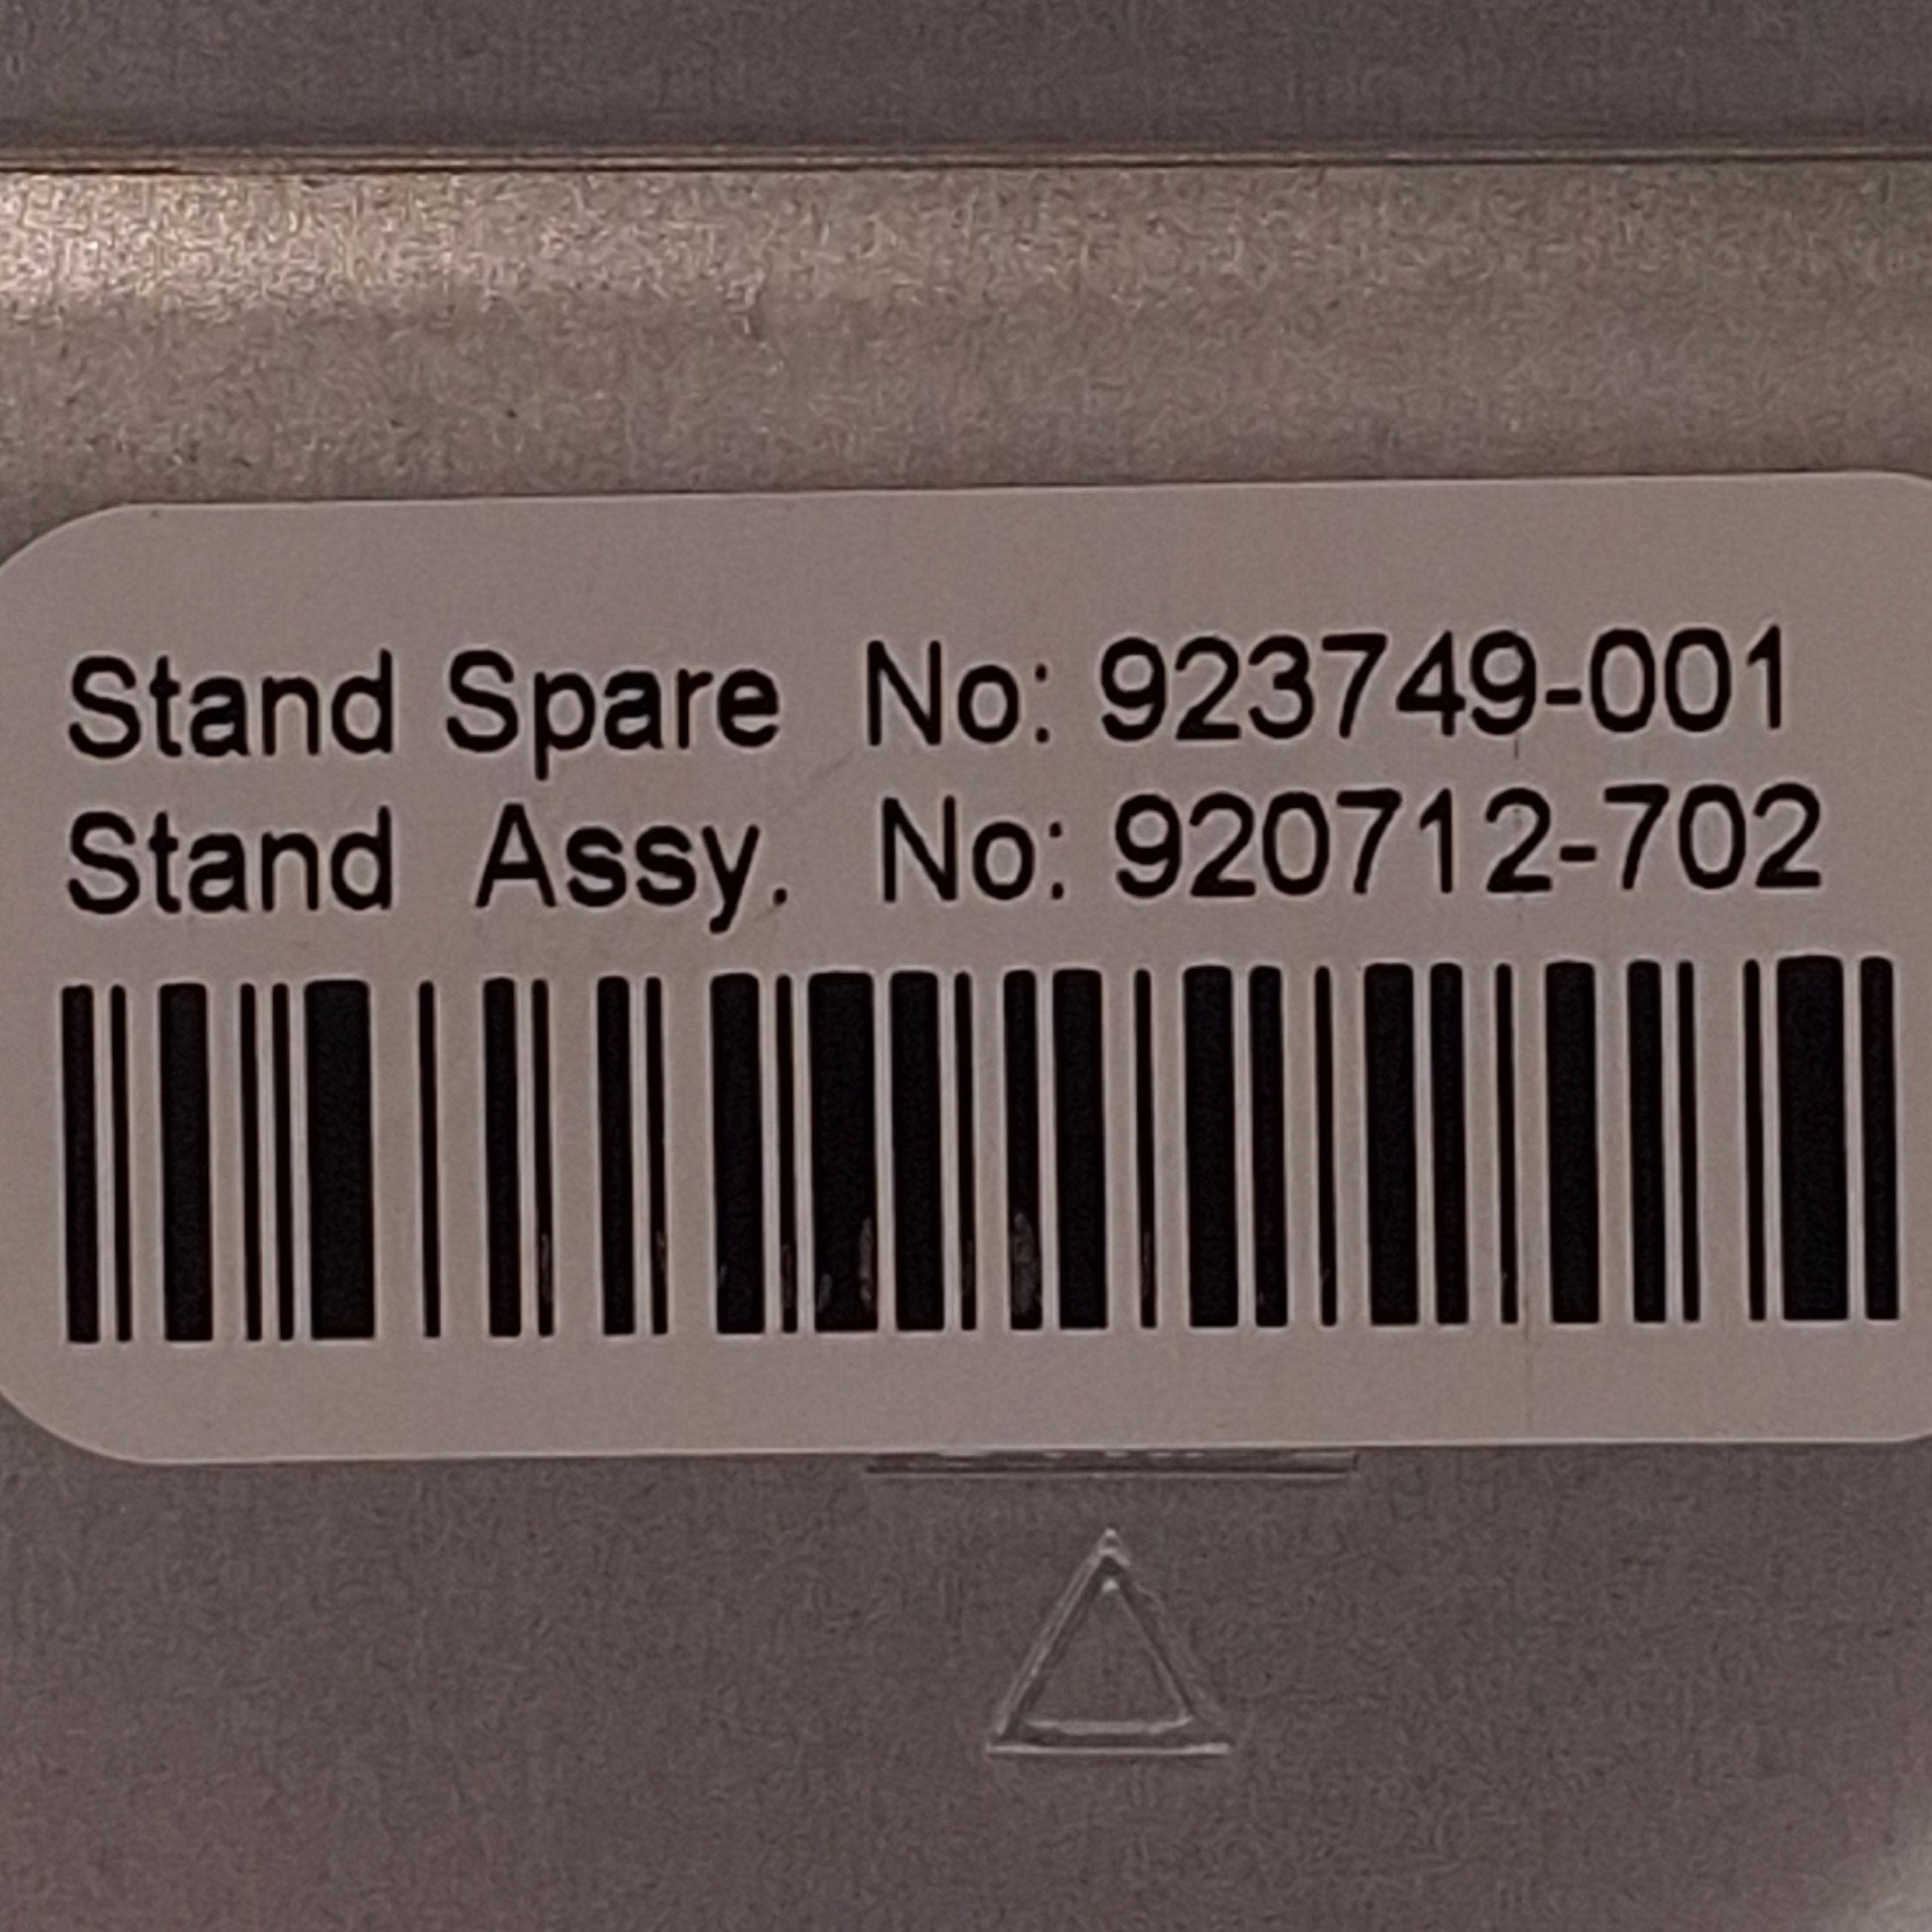 Stand Spare No: 923749-001
Stand Assy. No: 920712-702